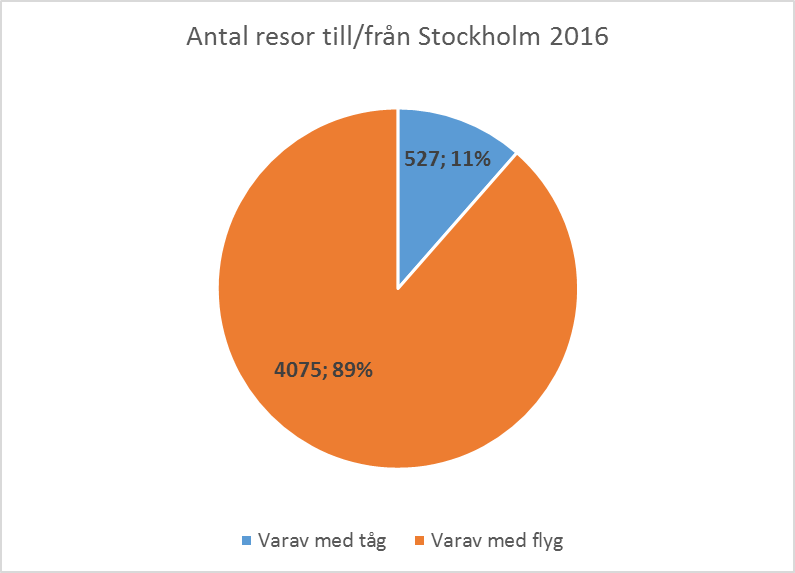 Antal resor till/från Stockholm 2016
527; 11%
4075; 89%
Varav med tåg Varav med flyg